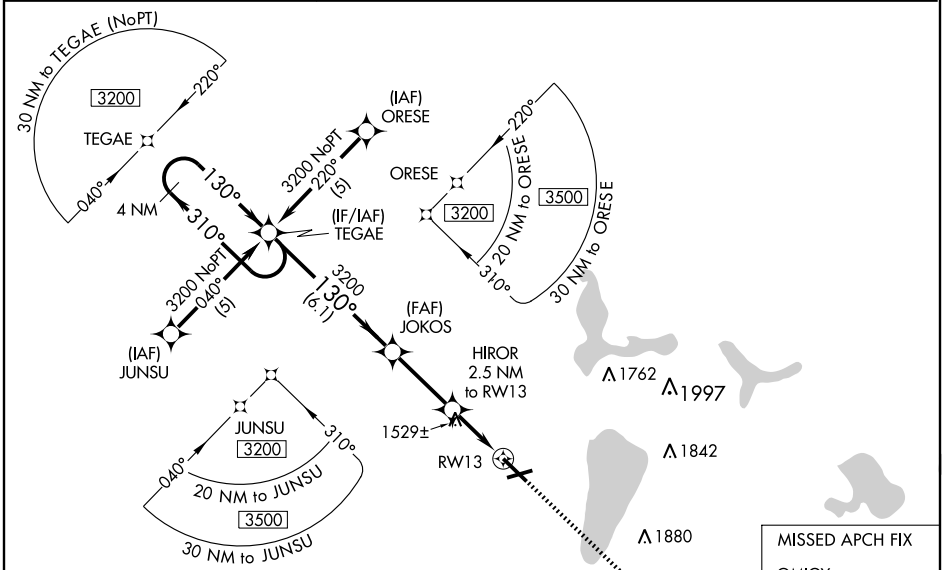 30 NM to TEGAE (NoPT)
3200
220°
TEGAE
040°
4 NM
130°
310°
(IAF)
ORESE
3200 NoPT
220°
(5)
(IF/IAF)
TEGAE
3200 NoPT
040°
(5)
(IAF)
JUNSU
ORESE
220°
3200
20 NM to ORESE
3500
30 NM to ORESE
310°
3200
130°
(6.1)
(FAF)
JOKOS
HIROR
2.5 NM
to RW13
1529±
RW13
1762
1997
1842
1880
JUNSU
3200
040°
310°
20 NM to JUNSU
3500
30 NM to JUNSU
MISSED APCH FIX